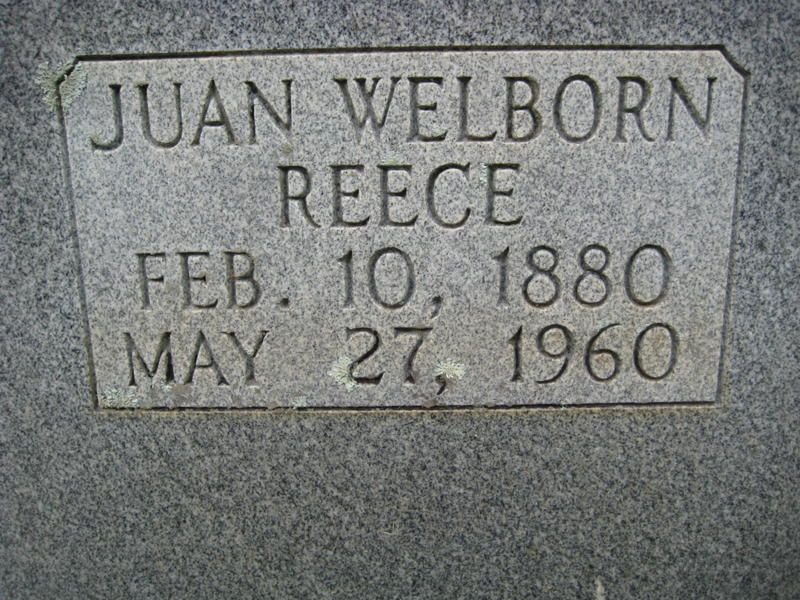 JUAN WELBORN
REECE
FEB. 10, 1880
MAY 27, 1960